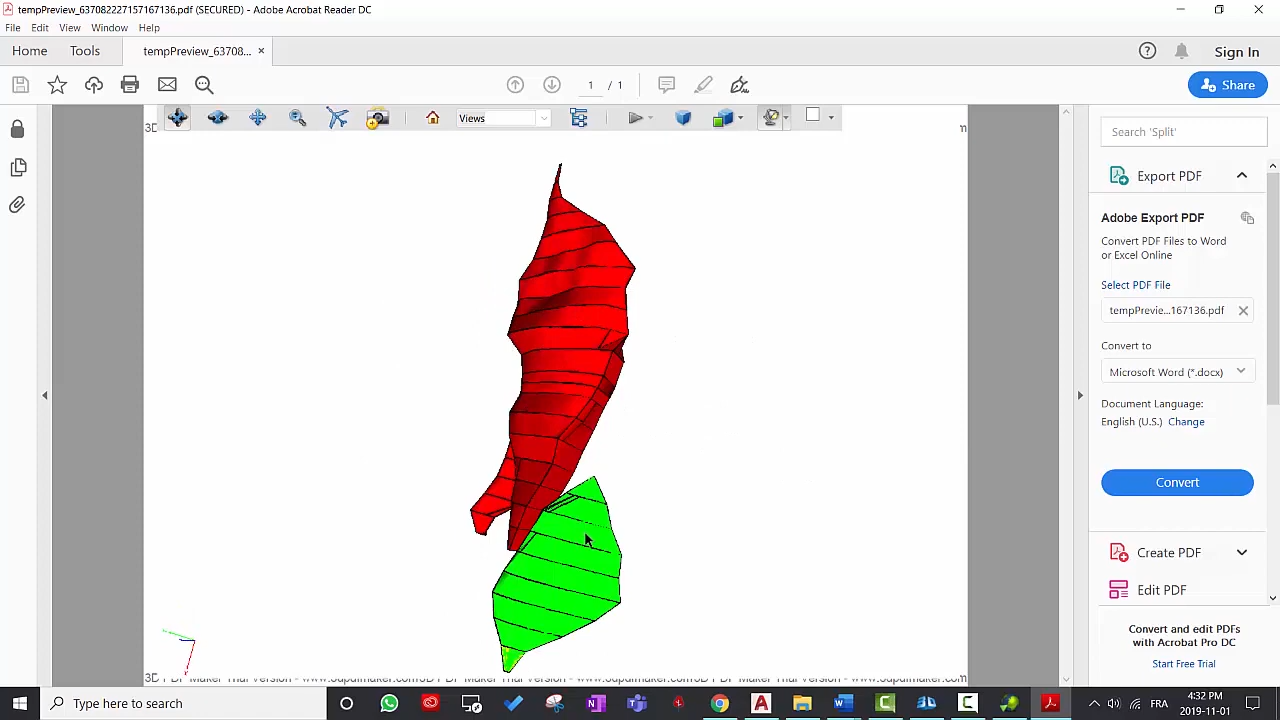 tempPreview_637082227157167136.pdf (SECURED) - Adobe Acrobat Reader DC
File Edit View Window Help
Home Tools tempPreview_63708... × Sign In
1 / 1 Share
Views
3D
Search 'Split'
Export PDF
Adobe Export PDF
Convert PDF Files to Word
or Excel Online
Select PDF File
tempPrevie...167136.pdf
Convert to
Microsoft Word (*.docx)
Document Language:
English (U.S.) Change
Convert
Create PDF
Edit PDF
Convert and edit PDFs
with Acrobat Pro DC
Start Free Trial
Type here to search
FRA
4:32 PM
2019-11-01